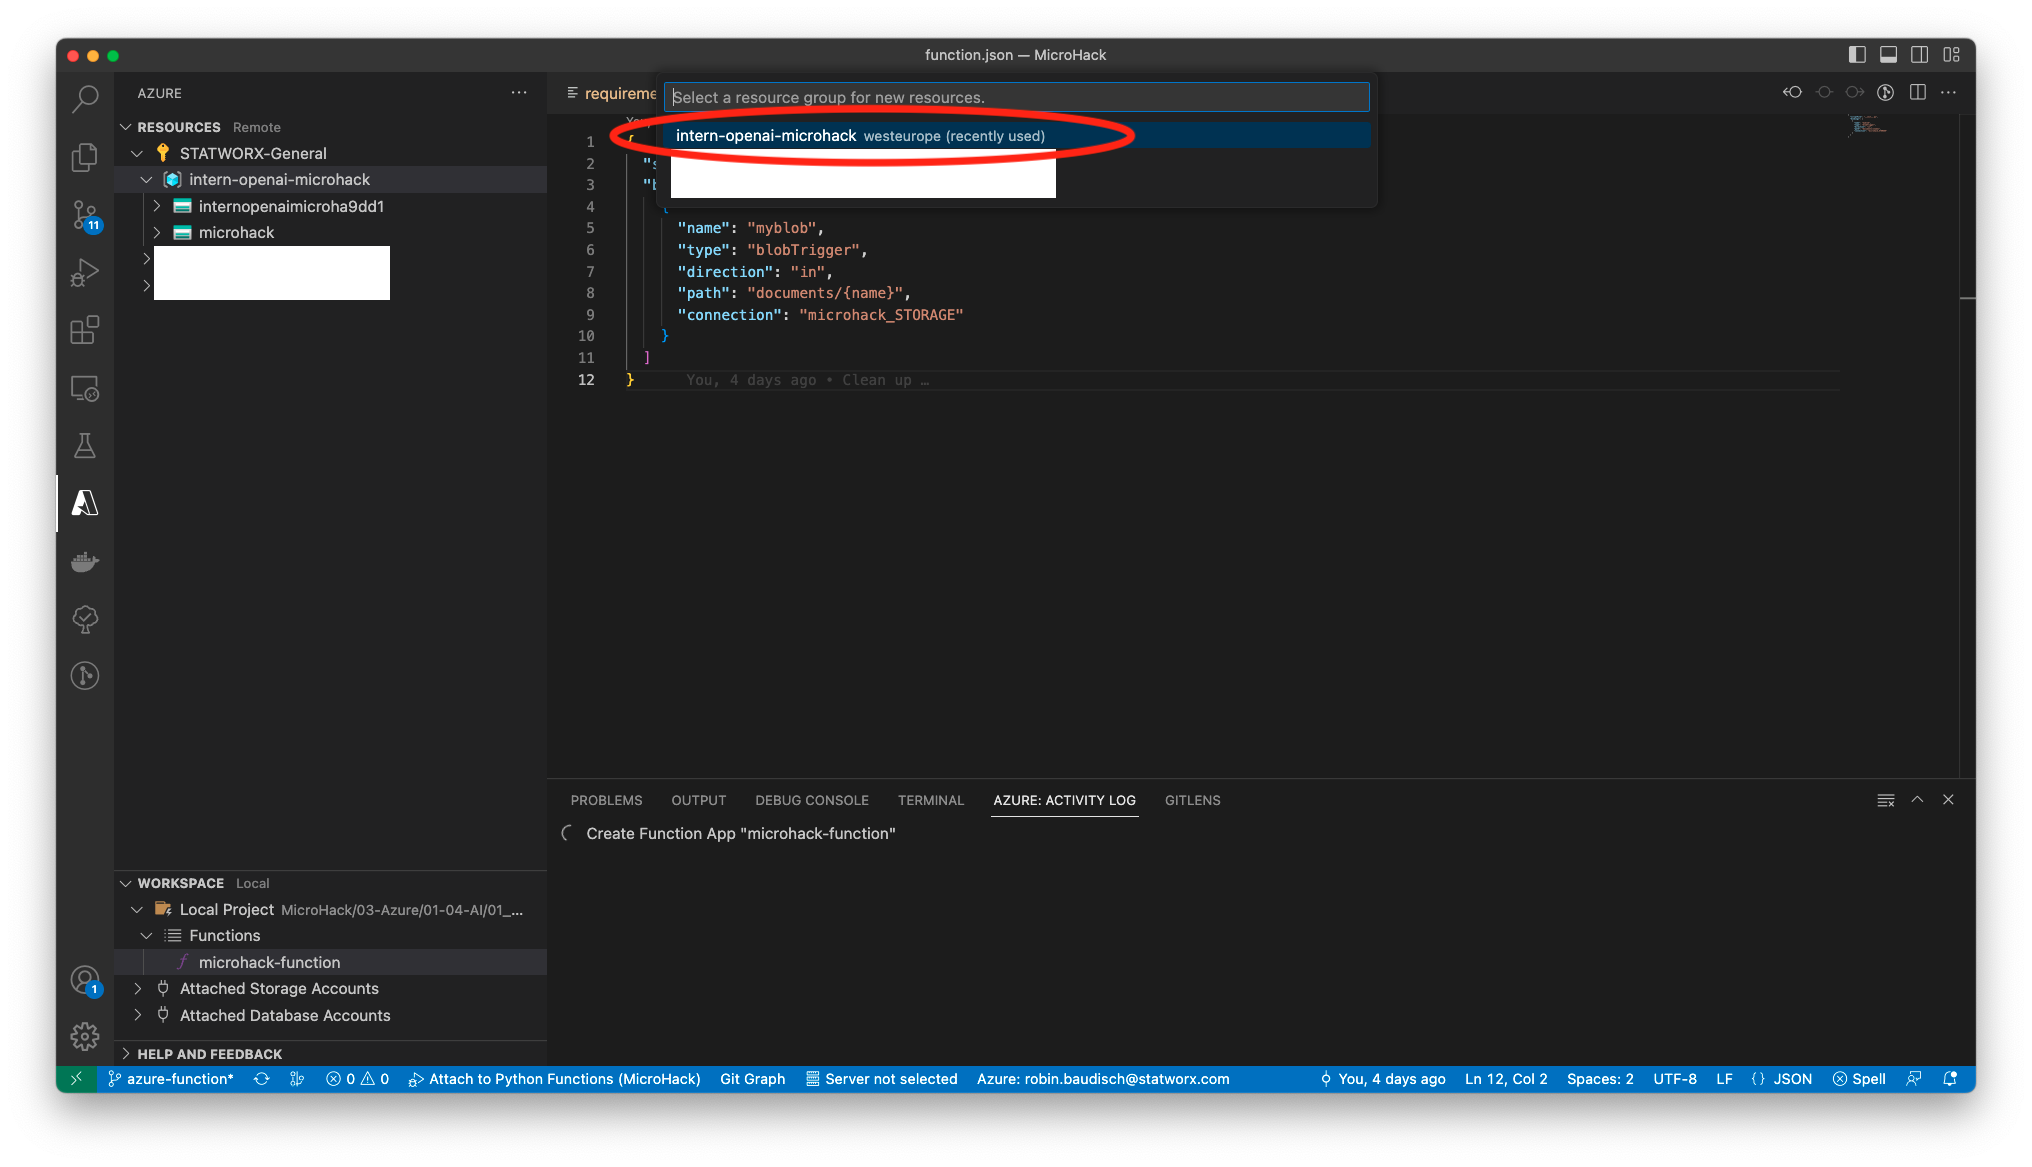 function.json — MicroHack
AZURE
RESOURCES Remote
STATWORX-General
intern-openai-microhack
internopenaimicroha9dd1
microhack
11
requireme
Select a resource group for new resources.
intern-openai-microhack westeurope (recently used)
1 {
2 "s
3 "b
4 {
5 "name": "myblob",
6 "type": "blobTrigger",
7 "direction": "in",
8 "path": "documents/{name}",
9 "connection": "microhack_STORAGE"
10 }
11 ]
12 } You, 4 days ago • Clean up …
PROBLEMS OUTPUT DEBUG CONSOLE TERMINAL AZURE: ACTIVITY LOG GITLENS
Create Function App "microhack-function"
WORKSPACE Local
Local Project MicroHack/03-Azure/01-04-AI/01_...
Functions
microhack-function
Attached Storage Accounts
Attached Database Accounts
1
HELP AND FEEDBACK
azure-function* 0 0 Attach to Python Functions (MicroHack) Git Graph Server not selected Azure: robin.baudisch@statworx.com You, 4 days ago Ln 12, Col 2 Spaces: 2 UTF-8 LF {} JSON Spell